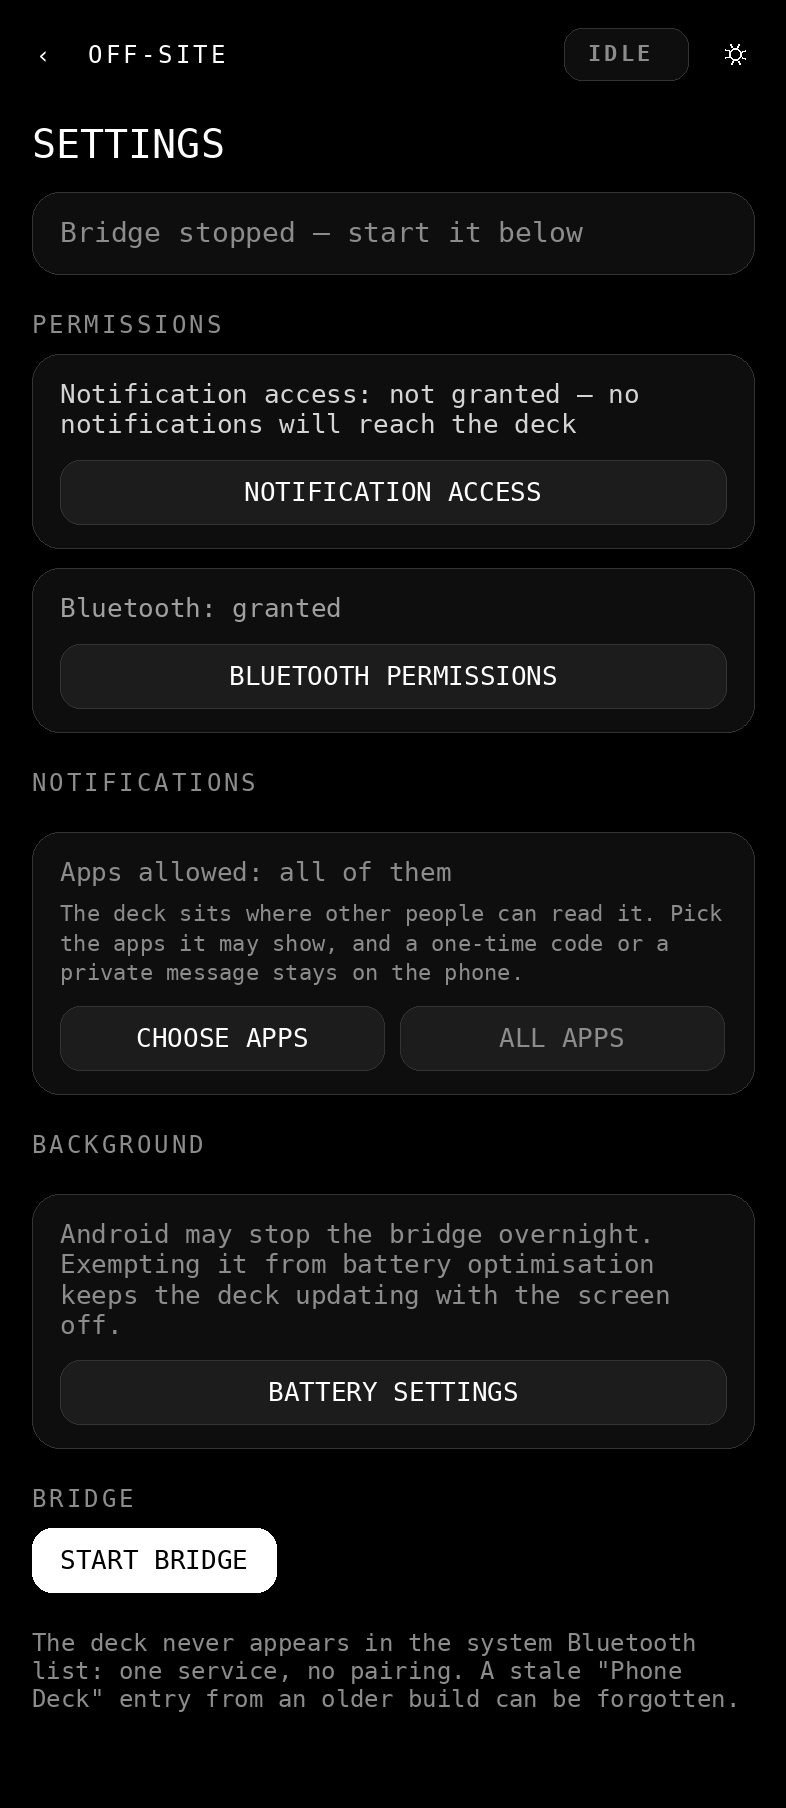 ‹ OFF-SITE IDLE
SETTINGS
Bridge stopped — start it below
PERMISSIONS
Notification access: not granted — no
notifications will reach the deck
NOTIFICATION ACCESS
Bluetooth: granted
BLUETOOTH PERMISSIONS
NOTIFICATIONS
Apps allowed: all of them
The deck sits where other people can read it. Pick
the apps it may show, and a one-time code or a
private message stays on the phone.
CHOOSE APPS ALL APPS
BACKGROUND
Android may stop the bridge overnight.
Exempting it from battery optimisation
keeps the deck updating with the screen
off.
BATTERY SETTINGS
BRIDGE
START BRIDGE
The deck never appears in the system Bluetooth
list: one service, no pairing. A stale "Phone
Deck" entry from an older build can be forgotten.